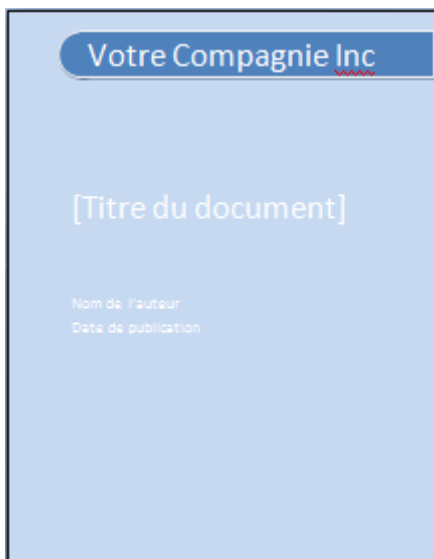 Votre Compagnie Inc
[Titre du document]
Nom de l'auteur
Date de publication